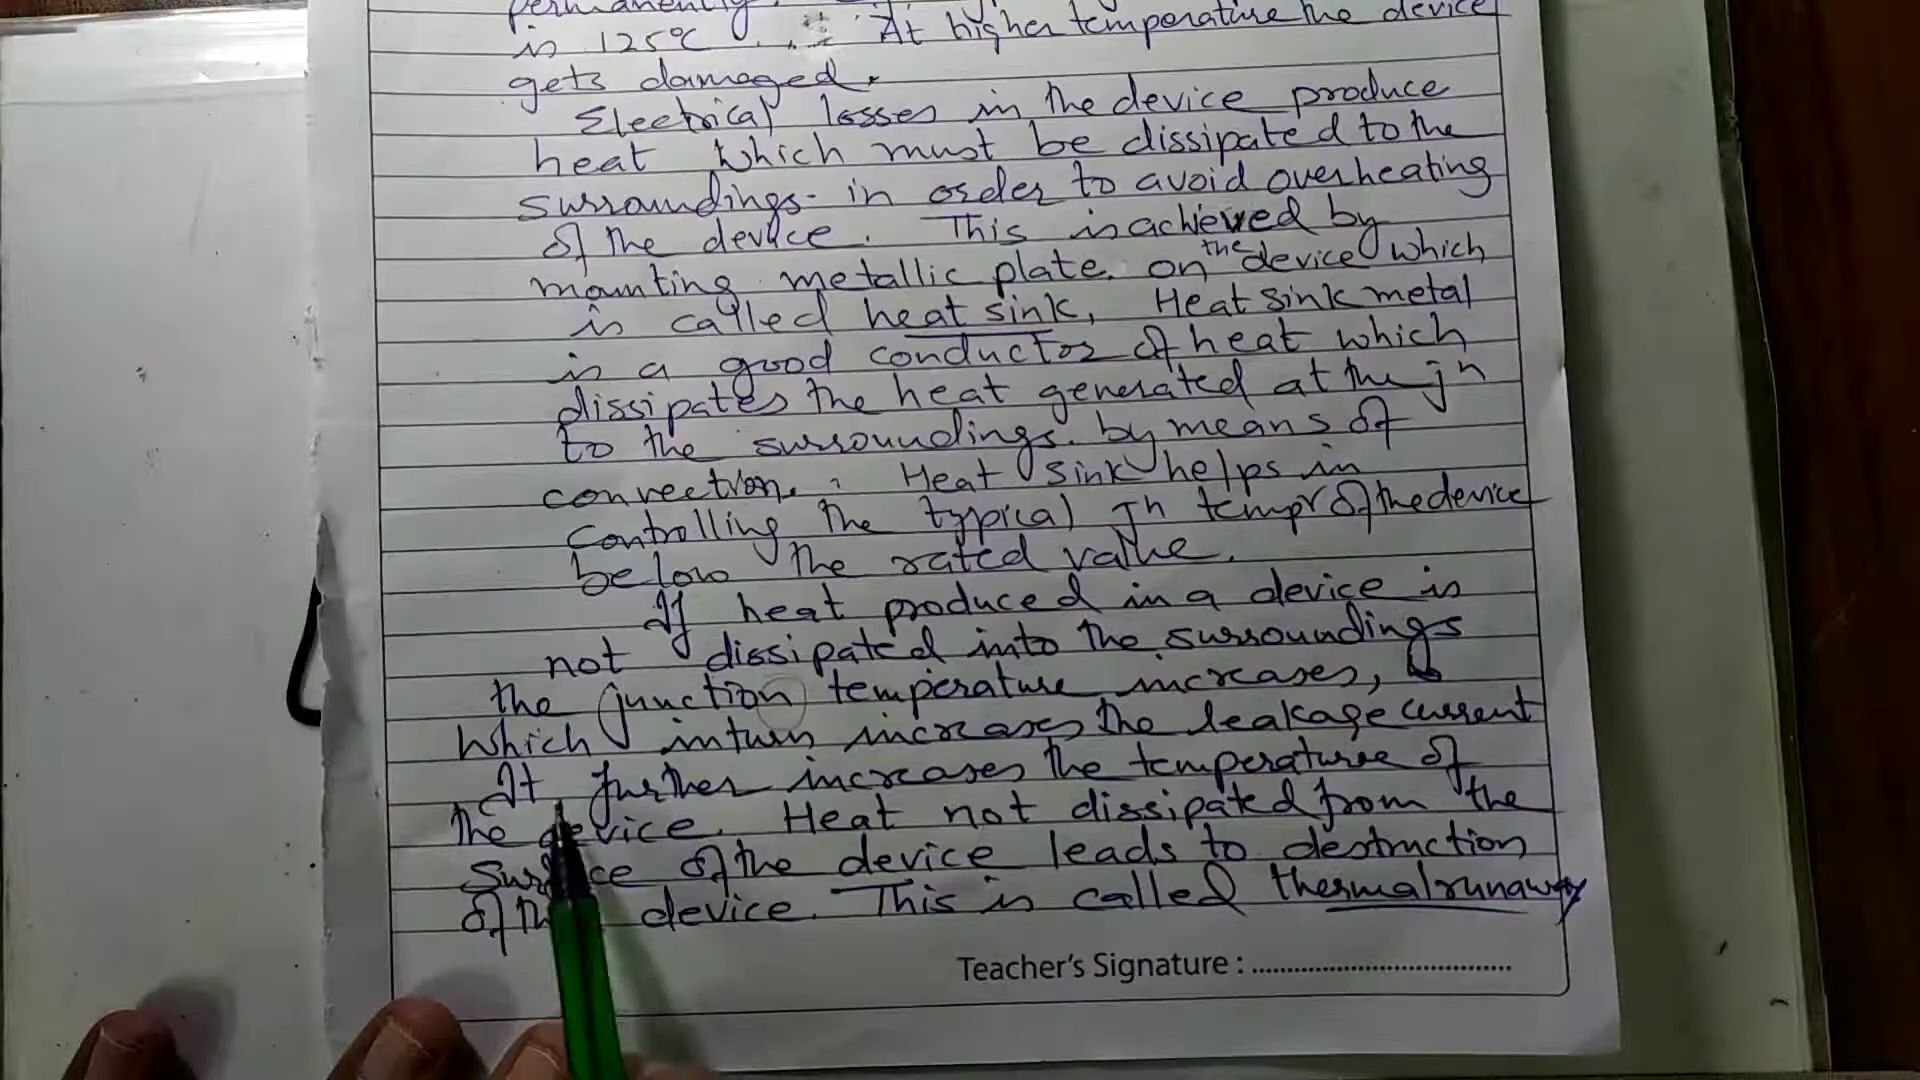 permanently.
is 125°C ∴ At higher temperature the device
gets damaged.
Electrical losses in the device produce
heat which must be dissipated to the
surroundings in order to avoid overheating
of the device. This is achieved by
mounting metallic plate on the device which
is called heat sink, Heat sink metal
is a good conductor of heat which
dissipates the heat generated at the jn
to the surroundings by means of
convection. Heat sink helps in
controlling the typical Jn tempr of the device
below the rated value.
If heat produced in a device is
not dissipated into the surroundings
the junction temperature increases,
which inturn increases the leakage current
It further increases the temperature of
the device. Heat not dissipated from the
surface of the device leads to destruction
of the device. This is called thermal runaway
Teacher's Signature : ........................................